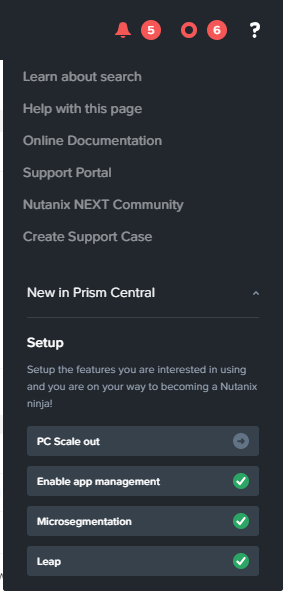 5 6 ?
Learn about search
Help with this page
Online Documentation
Support Portal
Nutanix NEXT Community
Create Support Case
New in Prism Central
Setup
Setup the features you are interested in using
and you are on your way to becoming a Nutanix
ninja!
PC Scale out
Enable app management
Microsegmentation
Leap